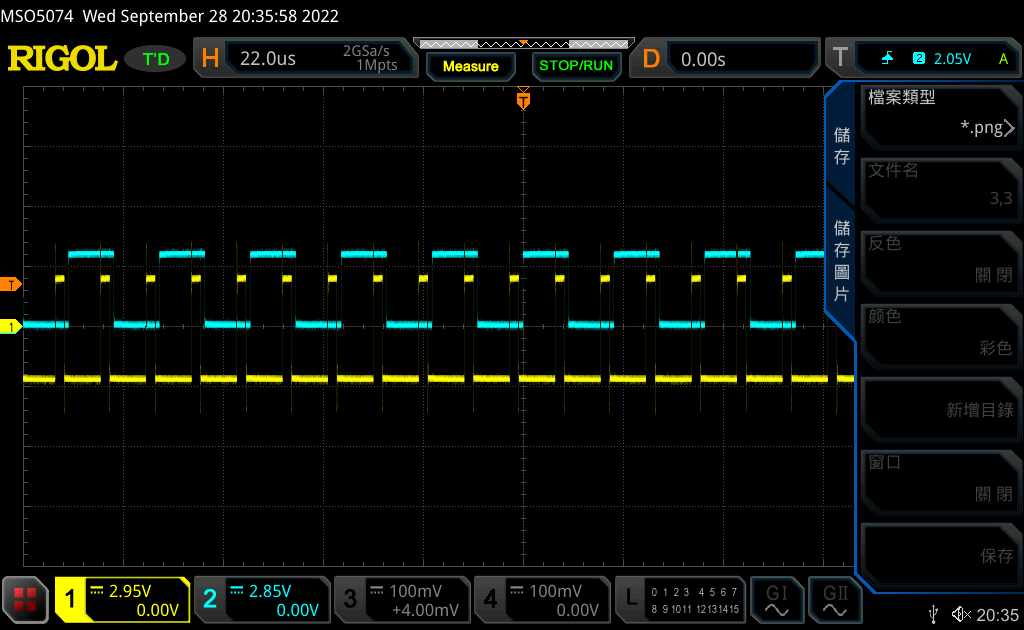 MSO5074 Wed September 28 20:35:58 2022
RIGOL
T'D
H
22.0us
2GSa/s
1Mpts
Measure
STOP/RUN
D
0.00s
T
2
2.05V
A
T
T
1
儲存
儲存圖片
檔案類型
*.png
文件名
3,3
反色
關閉
颜色
彩色
新增目錄
窗口
關閉
保存
1
2.95V
0.00V
2
2.85V
0.00V
3
100mV
+4.00mV
4
100mV
0.00V
L
0 1 2 3 4 5 6 7
8 9 10 11 12 13 14 15
GI
GII
20:35